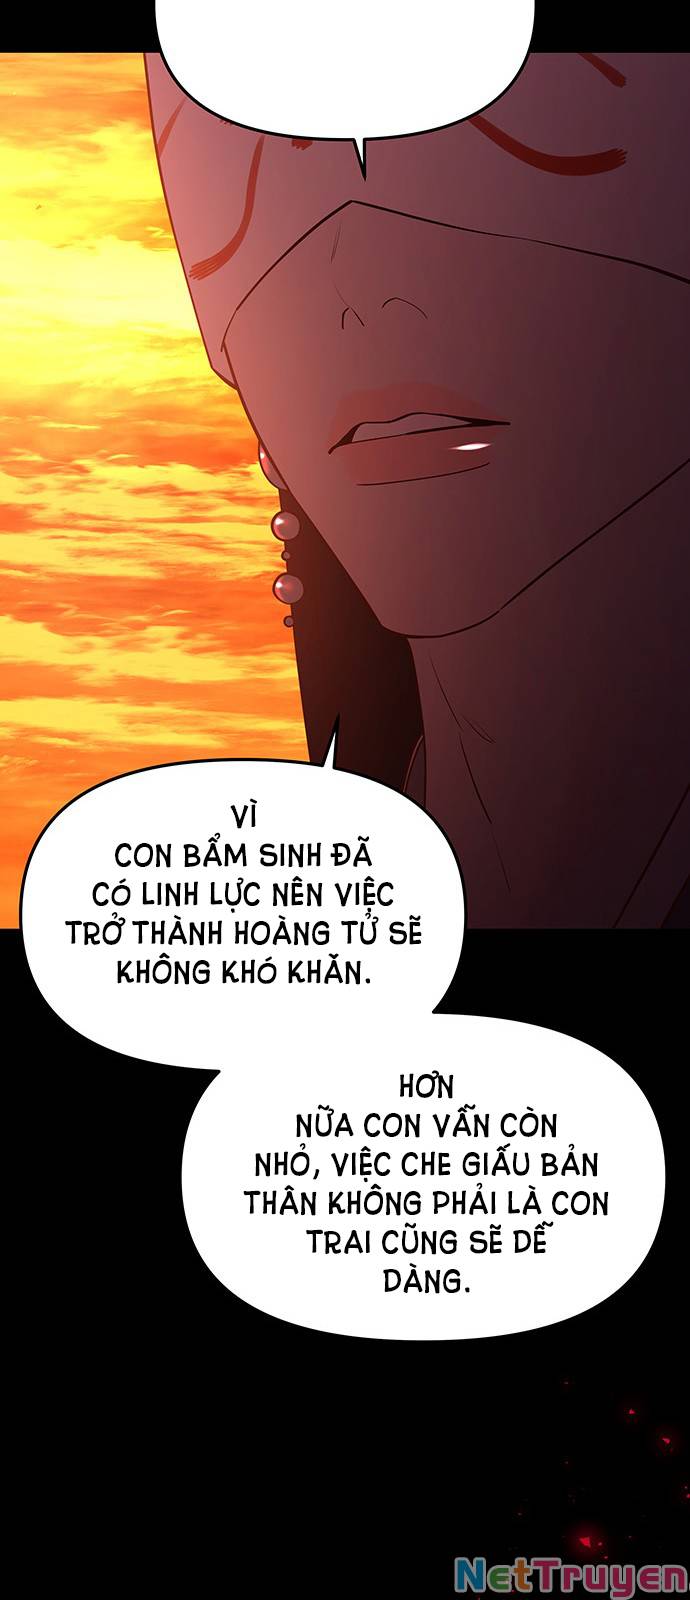 VÌ
CON BẨM SINH ĐÃ
CÓ LINH LỰC NÊN VIỆC
TRỞ THÀNH HOÀNG TỬ SẼ
KHÔNG KHÓ KHĂN.
HƠN
NỮA CON VẪN CÒN
NHỎ, VIỆC CHE GIẤU BẢN
THÂN KHÔNG PHẢI LÀ CON
TRAI CŨNG SẼ DỄ
DÀNG.
NetTruyen